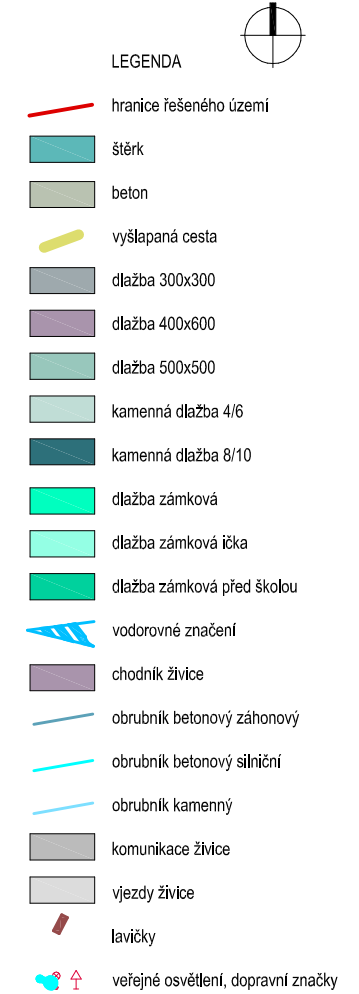 LEGENDA
hranice řešeného území
štěrk
beton
vyšlapaná cesta
dlažba 300x300
dlažba 400x600
dlažba 500x500
kamenná dlažba 4/6
kamenná dlažba 8/10
dlažba zámková
dlažba zámková ička
dlažba zámková před školou
vodorovné značení
chodník živice
obrubník betonový záhonový
obrubník betonový silniční
obrubník kamenný
komunikace živice
vjezdy živice
lavičky
veřejné osvětlení, dopravní značky